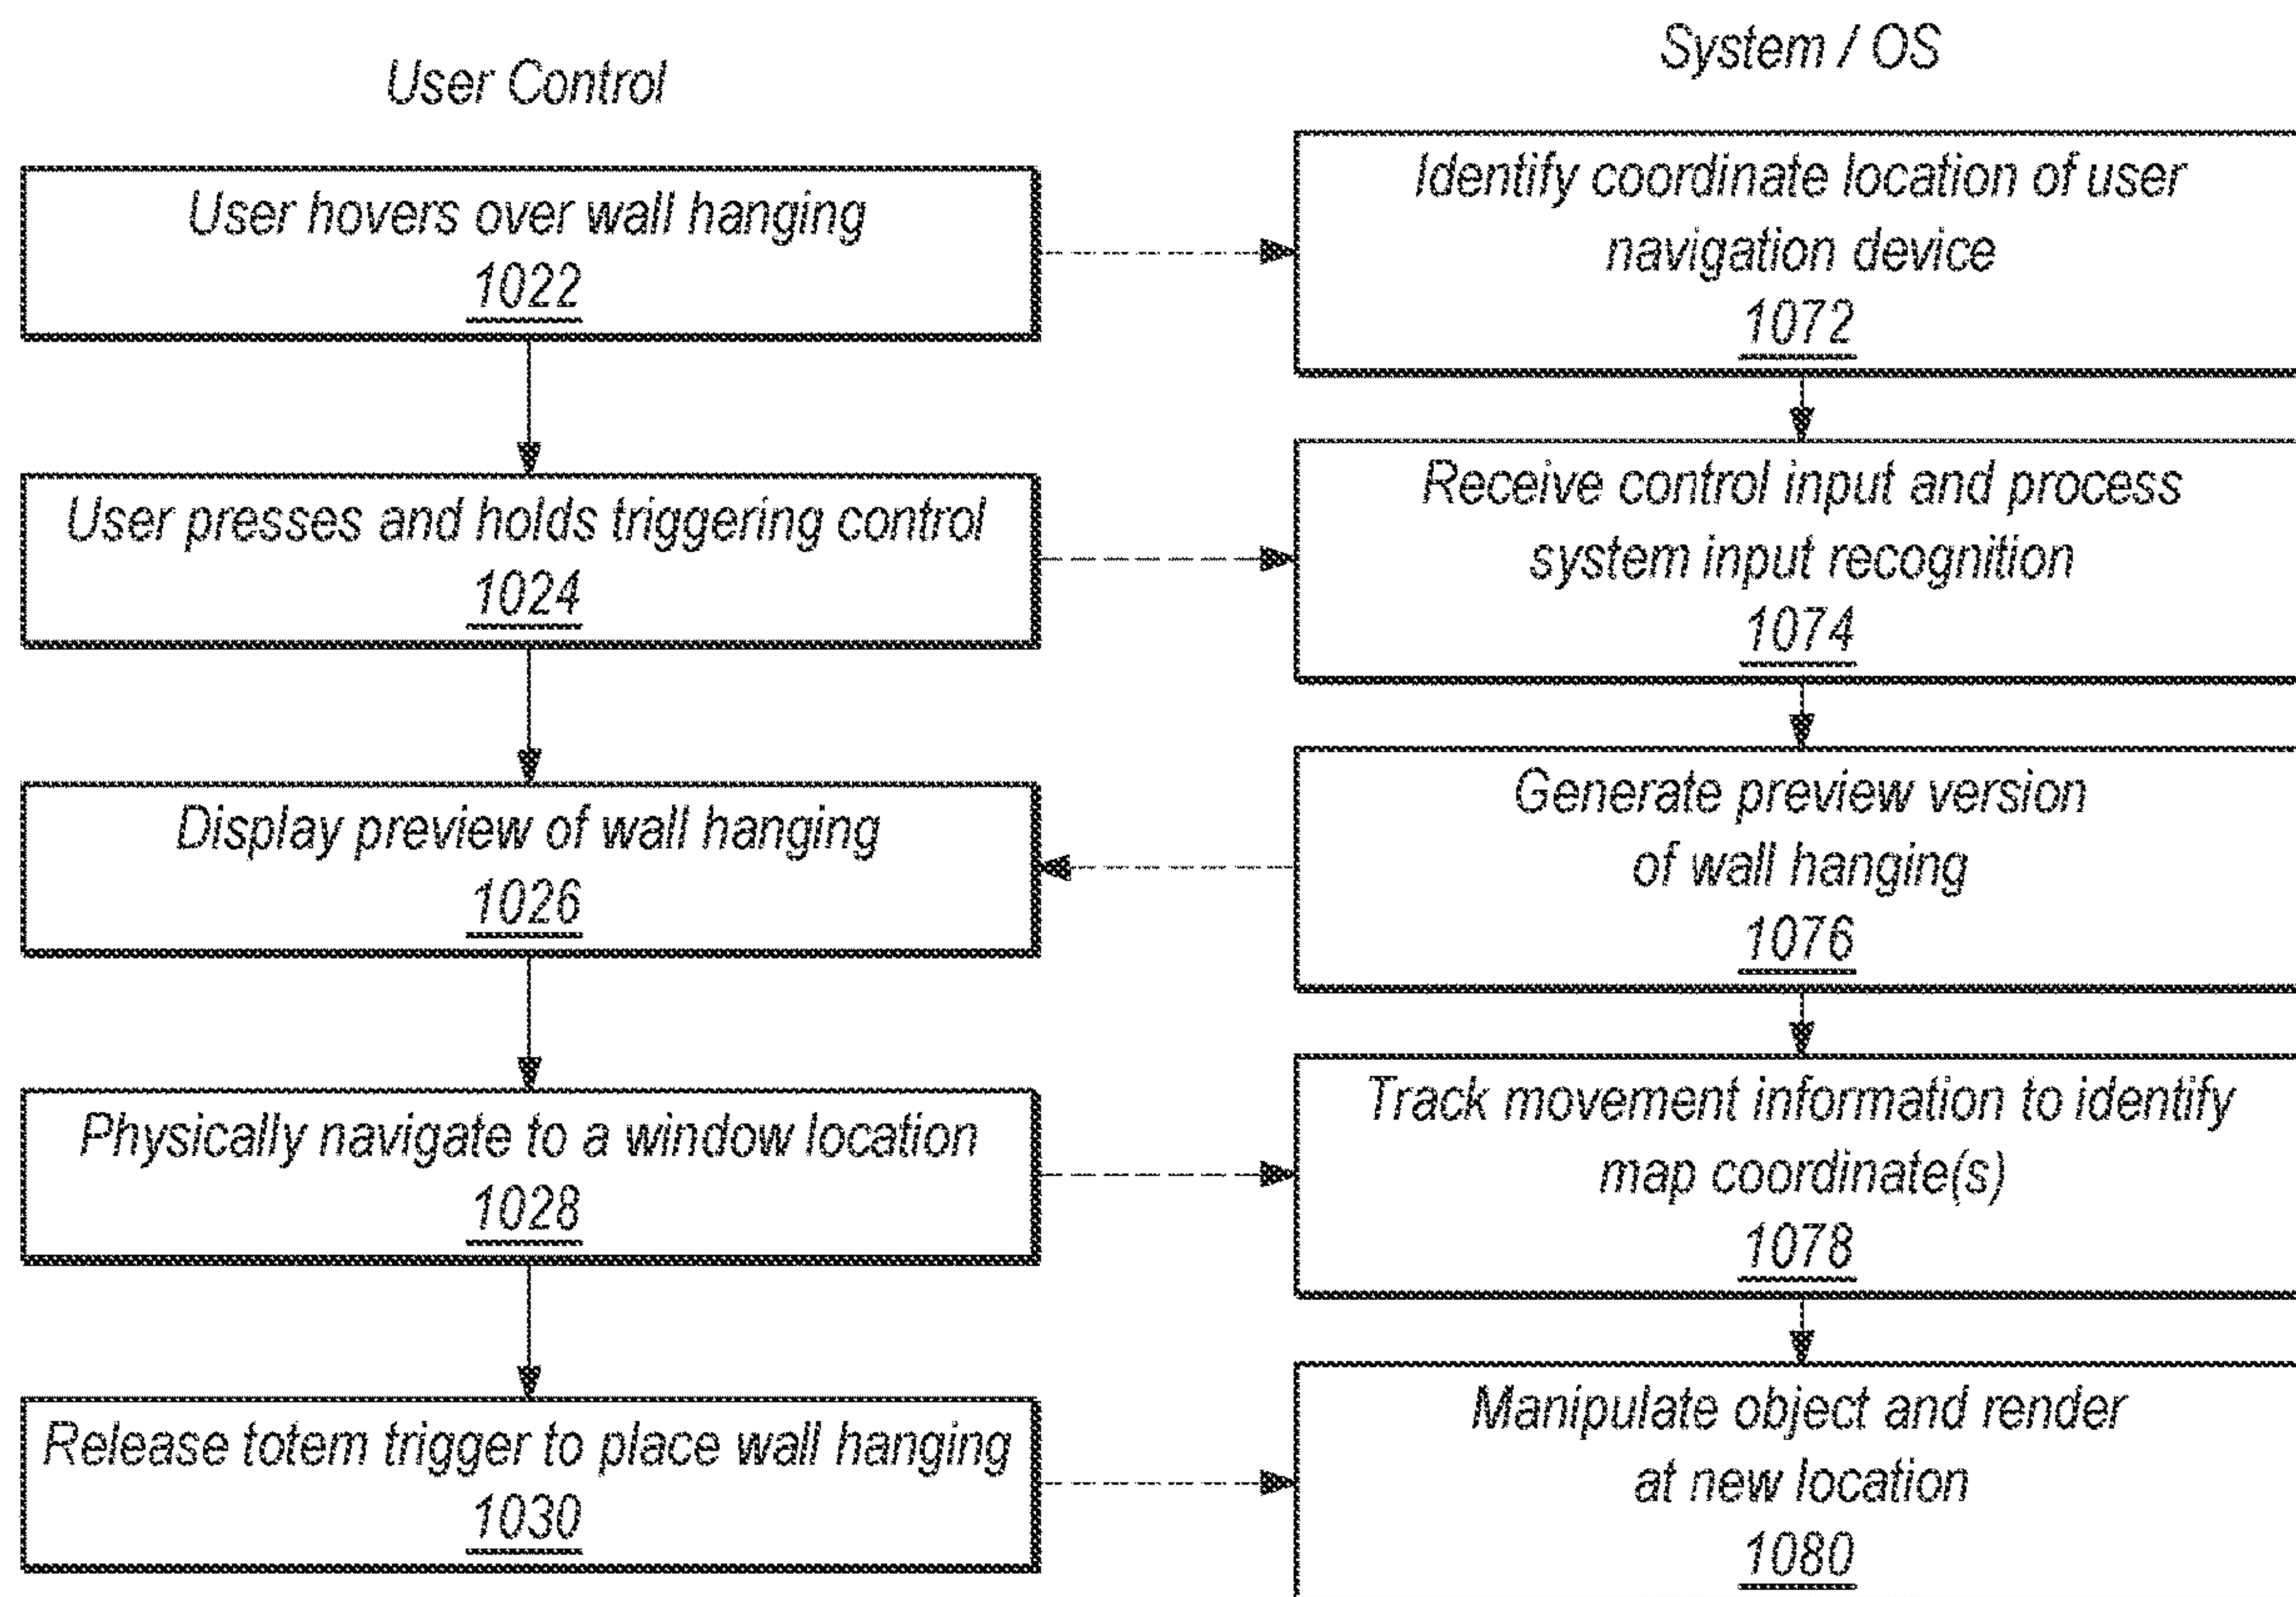 User Control
User hovers over wall hanging
1022
User presses and holds triggering control
1024
Display preview of wall hanging
1026
Physically navigate to a window location
1028
Release totem trigger to place wall hanging
1030
System / OS
Identify coordinate location of user
navigation device
1072
Receive control input and process
system input recognition
1074
Generate preview version
of wall hanging
1076
Track movement information to identify
map coordinate(s)
1078
Manipulate object and render
at new location
1080